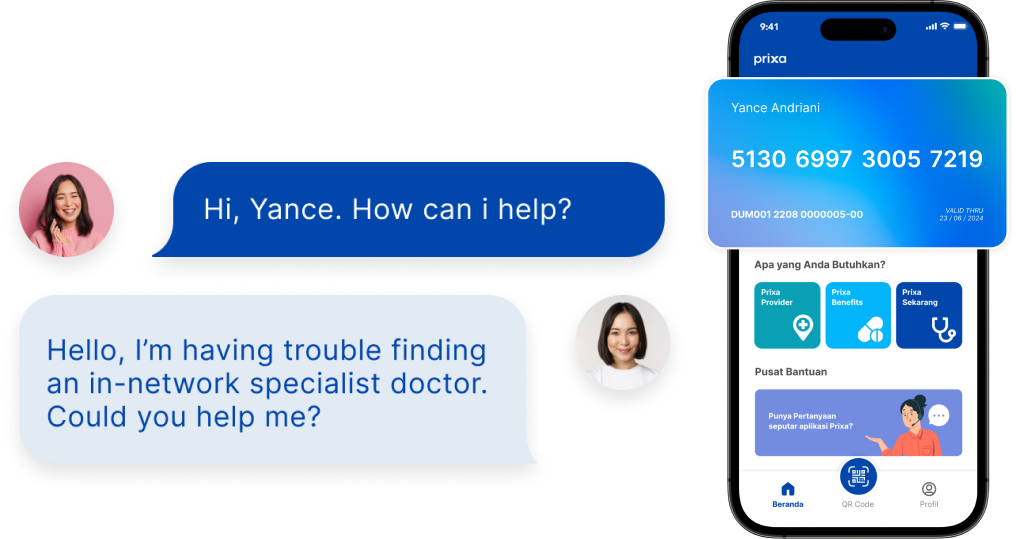 Hi, Yance. How can i help?
Hello, I’m having trouble finding
an in-network specialist doctor.
Could you help me?
9:41
prixa
Yance Andriani
5130 6997 3005 7219
DUM001 2208 0000005-00
VALID THRU
23 / 06 / 2024
Apa yang Anda Butuhkan?
Prixa
Provider
Prixa
Benefits
Prixa
Sekarang
Pusat Bantuan
Punya Pertanyaan
seputar aplikasi Prixa?
Beranda
QR Code
Profil